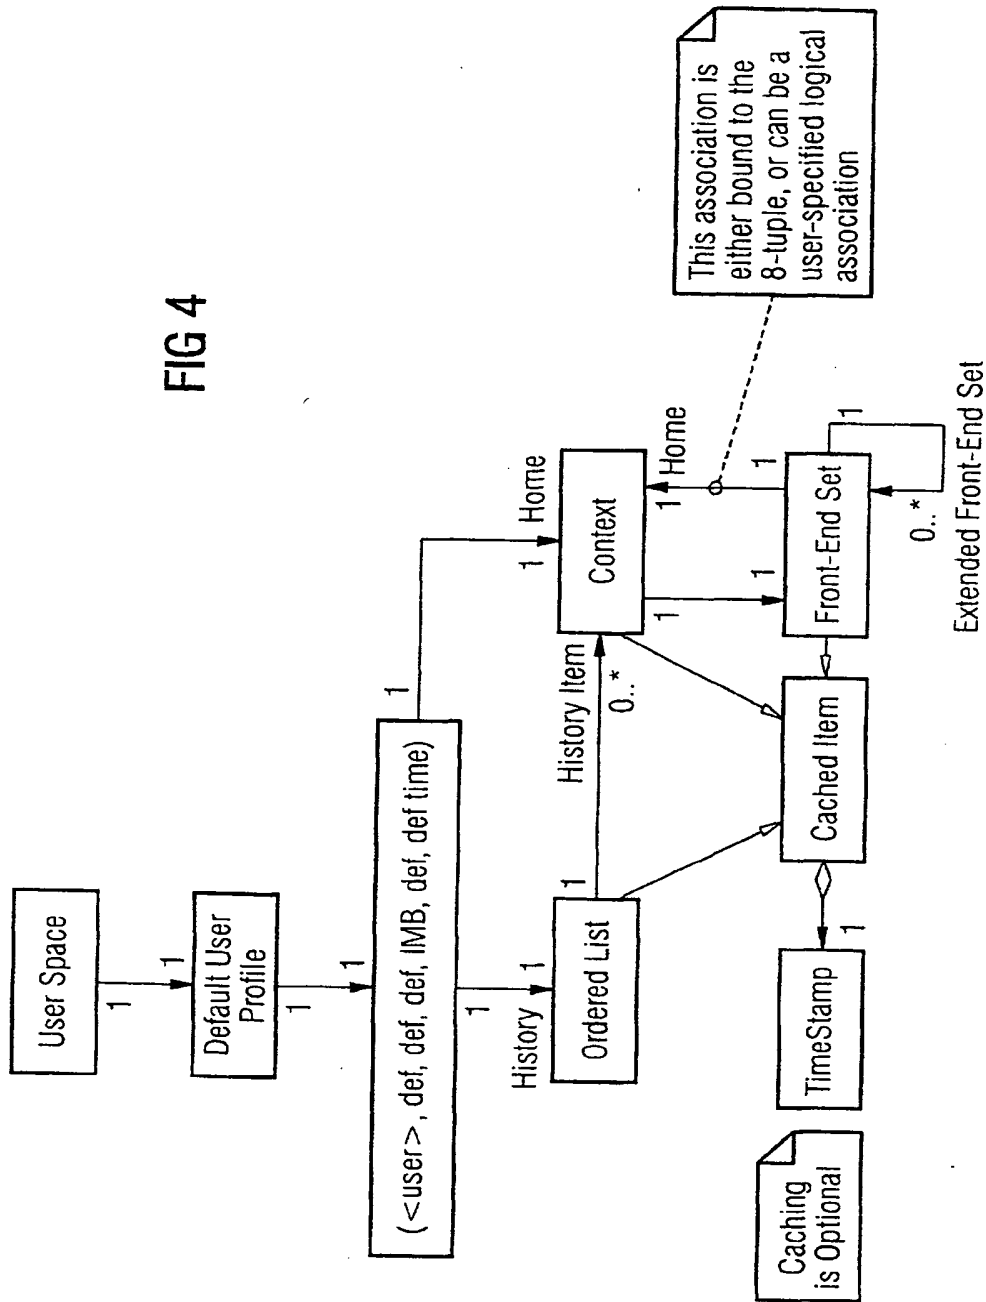 FIG 4
User Space
1
1
Default User
Profile
1
1
(<user>, def, def, def, IMB, def, def time)
1
1
History
1
1
Home
Ordered List
1
History Item
0..*
Context
1
1
1
Home
1
This association is
either bound to the
8-tuple, or can be a
user-specified logical
association
Caching
is Optional
TimeStamp
1
Cached Item
Front-End Set
1
0..*
Extended Front-End Set